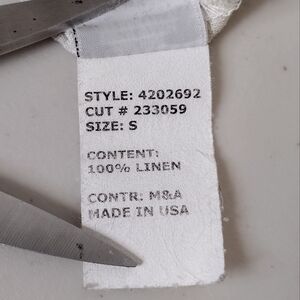 STYLE: 4202692
CUT # 233059
SIZE: S
CONTENT:
100% LINEN
CONTR: M&A
MADE IN USA